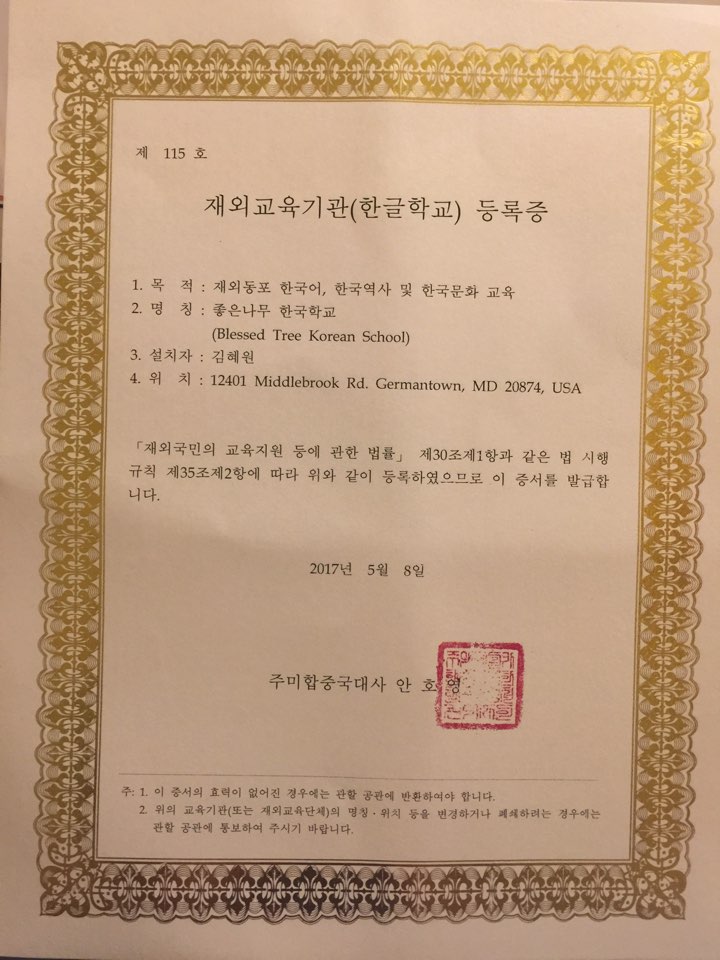 제 115 호
재외교육기관(한글학교) 등록증
1. 목 적 : 재외동포 한국어, 한국역사 및 한국문화 교육
2. 명 칭 : 좋은나무 한국학교
(Blessed Tree Korean School)
3. 설치자 : 김혜원
4. 위 치 : 12401 Middlebrook Rd. Germantown, MD 20874, USA
「재외국민의 교육지원 등에 관한 법률」 제30조제1항과 같은 법 시행
규칙 제35조제2항에 따라 위와 같이 등록하였으므로 이 증서를 발급합
니다.
2017년 5월 8일
주미합중국대사 안 호 영
주: 1. 이 증서의 효력이 없어진 경우에는 관할 공관에 반환하여야 합니다.
2. 위의 교육기관(또는 재외교육단체)의 명칭·위치 등을 변경하거나 폐쇄하려는 경우에는
관할 공관에 통보하여 주시기 바랍니다.